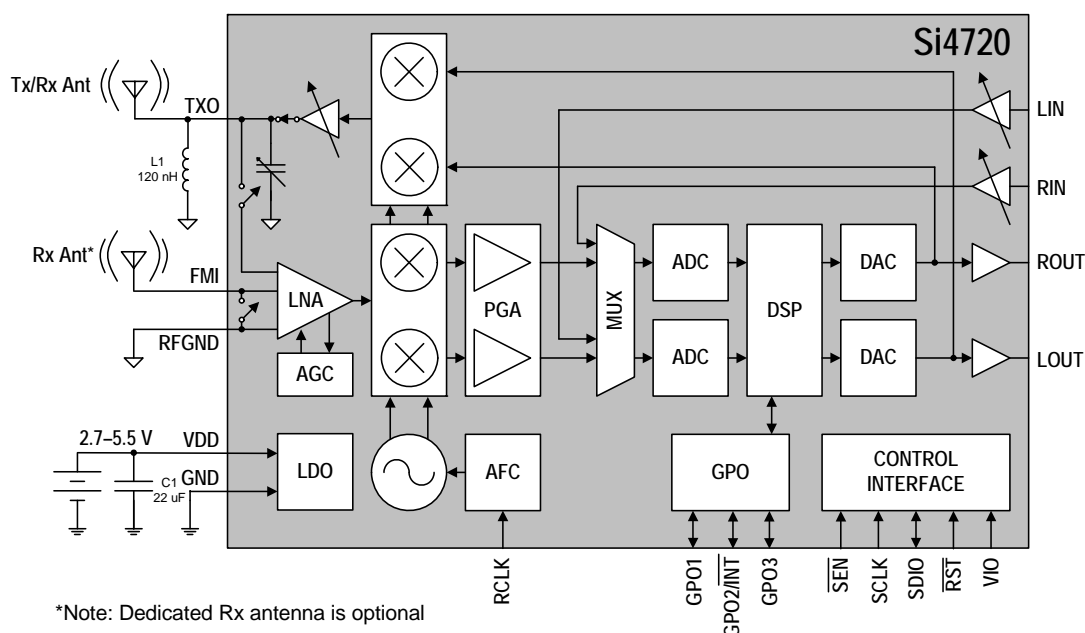 Si4720
Tx/Rx Ant
TXO
LIN
L1
120 nH
RIN
Rx Ant*
FMI
LNA
PGA
MUX
ADC
DSP
DAC
ROUT
RFGND
AGC
ADC
DAC
LOUT
2.7–5.5 V
VDD
LDO
AFC
GPO
CONTROL
INTERFACE
C1
22 uF
GND
RCLK
GPO1
GPO2/INT
GPO3
SEN
SCLK
SDIO
RST
VIO
*Note: Dedicated Rx antenna is optional